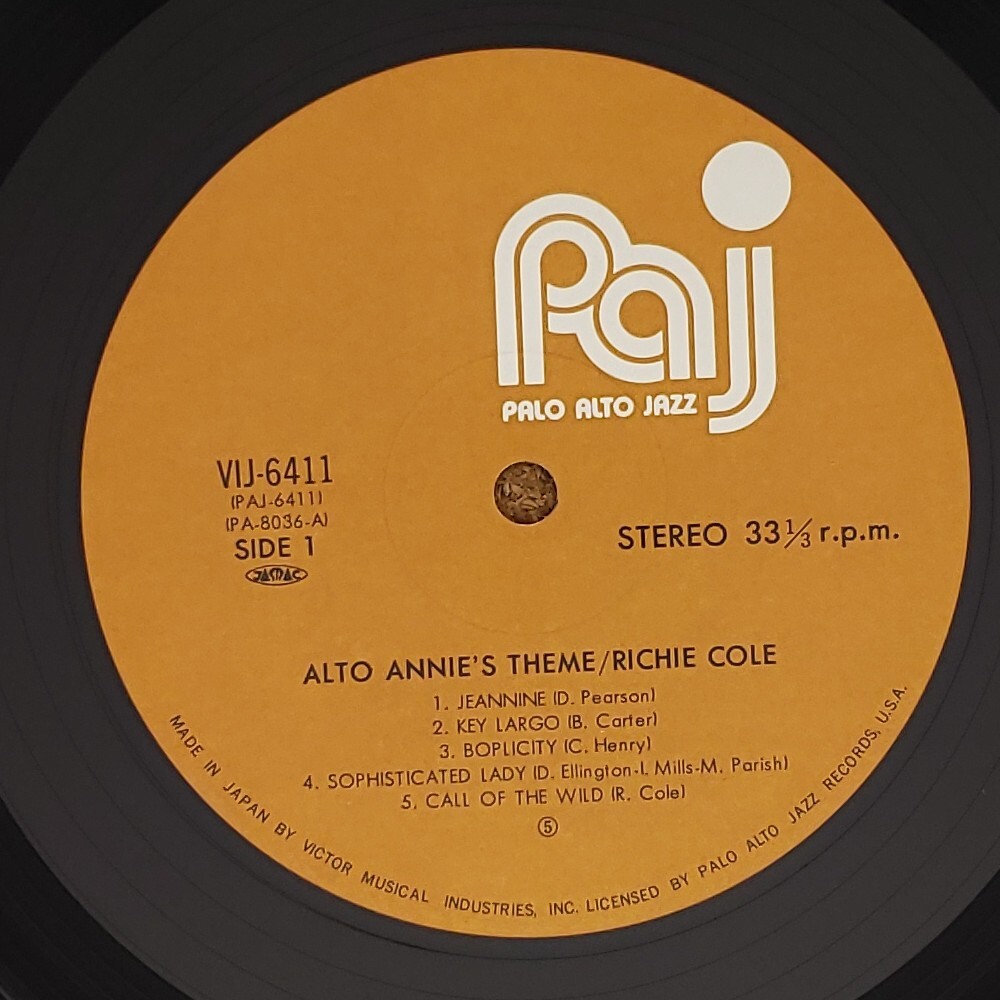 Paj
PALO ALTO JAZZ
VIJ-6411
(PAJ-6411)
(PA-8036-A)
SIDE 1
JASRAC
STEREO 33 1/3 r.p.m.
ALTO ANNIE'S THEME/RICHIE COLE
1. JEANNINE (D. Pearson)
2. KEY LARGO (B. Carter)
3. BOPLICITY (C. Henry)
4. SOPHISTICATED LADY (D. Ellington-I. Mills-M. Parish)
5. CALL OF THE WILD (R. Cole)
⑤
MADE IN JAPAN BY VICTOR MUSICAL INDUSTRIES, INC. LICENSED BY PALO ALTO JAZZ RECORDS, U.S.A.